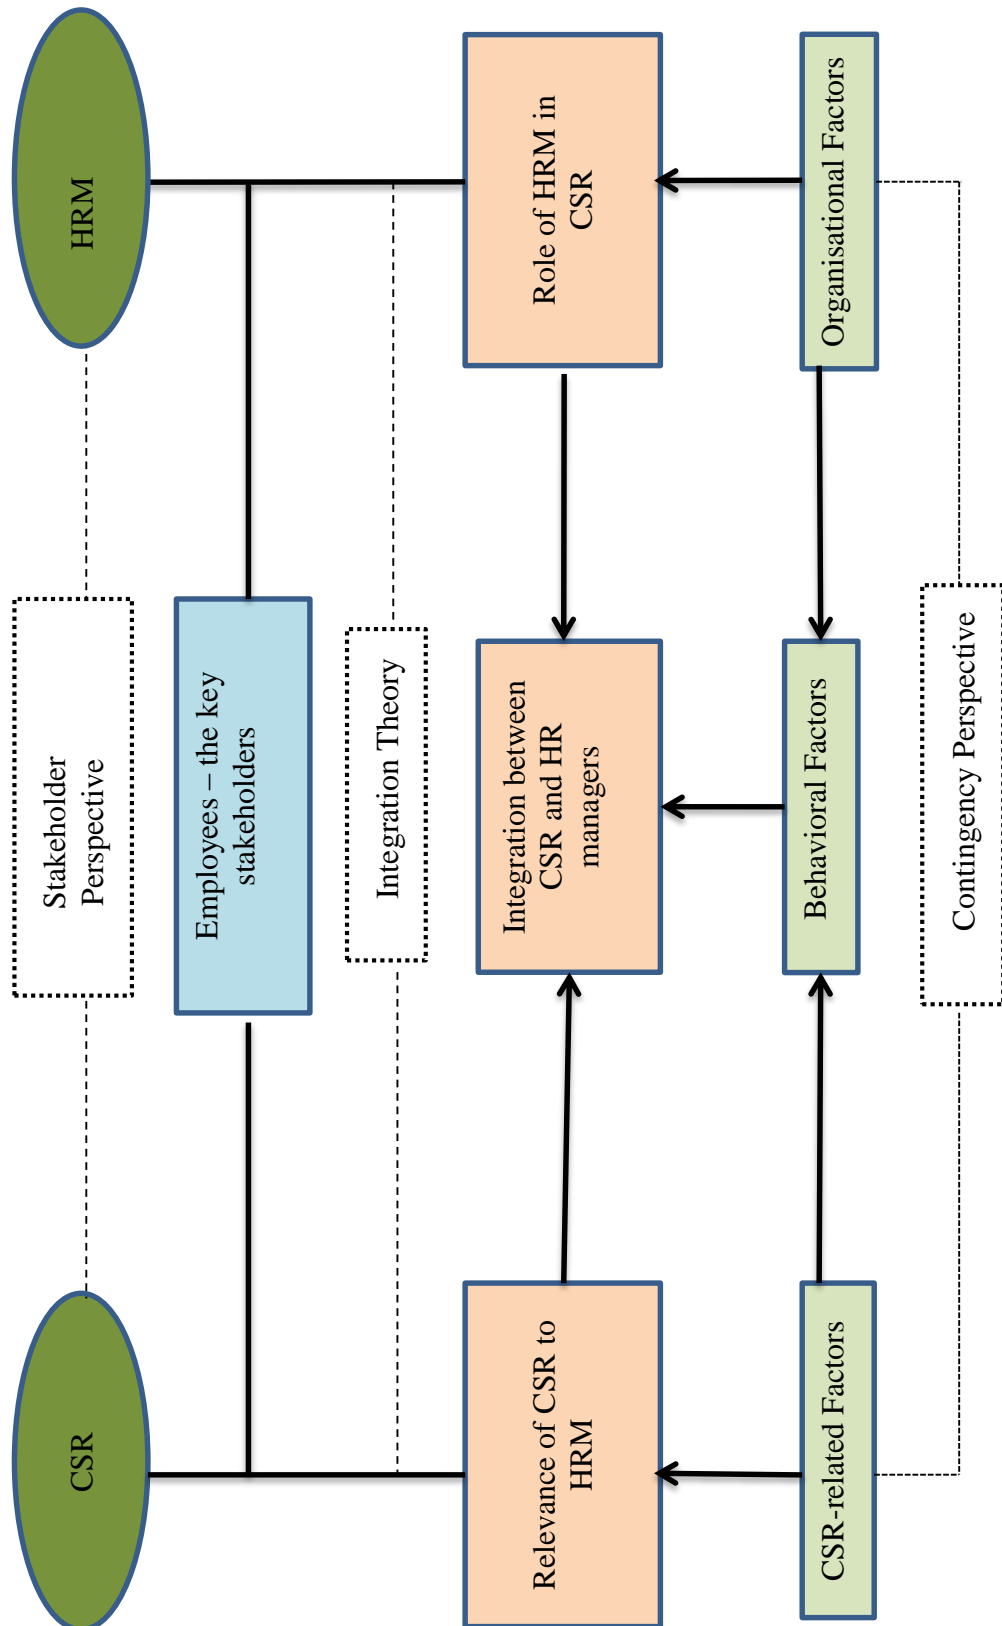 CSR
Stakeholder
Perspective
HRM
Employees – the key
stakeholders
Integration Theory
Relevance of CSR to
HRM
Integration between
CSR and HR
managers
Role of HRM in
CSR
CSR-related Factors
Behavioral Factors
Organisational Factors
Contingency Perspective